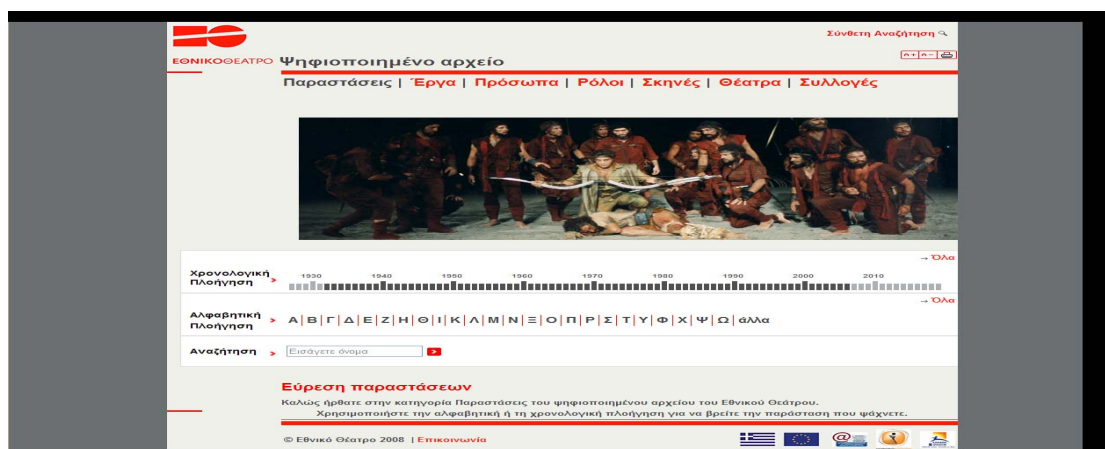 Σύνθετη Αναζήτηση
A+ A-
ΕΘΝΙΚΟΘΕΑΤΡΟ Ψηφιοποιημένο αρχείο
Παραστάσεις | Έργα | Πρόσωπα | Ρόλοι | Σκηνές | Θέατρα | Συλλογές
→ Όλα
Χρονολογική
Πλοήγηση
1930 1940 1950 1960 1970 1980 1990 2000 2010
→ Όλα
Αλφαβητική
Πλοήγηση
Α|Β|Γ|Δ|Ε|Ζ|Η|Θ|Ι|Κ|Λ|Μ|Ν|Ξ|Ο|Π|Ρ|Σ|Τ|Υ|Φ|Χ|Ψ|Ω|άλλα
Αναζήτηση Εισάγετε όνομα
Εύρεση παραστάσεων
Καλώς ήρθατε στην κατηγορία Παραστάσεις του ψηφιοποιημένου αρχείου του Εθνικού Θεάτρου.
Χρησιμοποιήστε την αλφαβητική ή τη χρονολογική πλοήγηση για να βρείτε την παράσταση που ψάχνετε.
© Εθνικό Θέατρο 2008 | Επικοινωνία